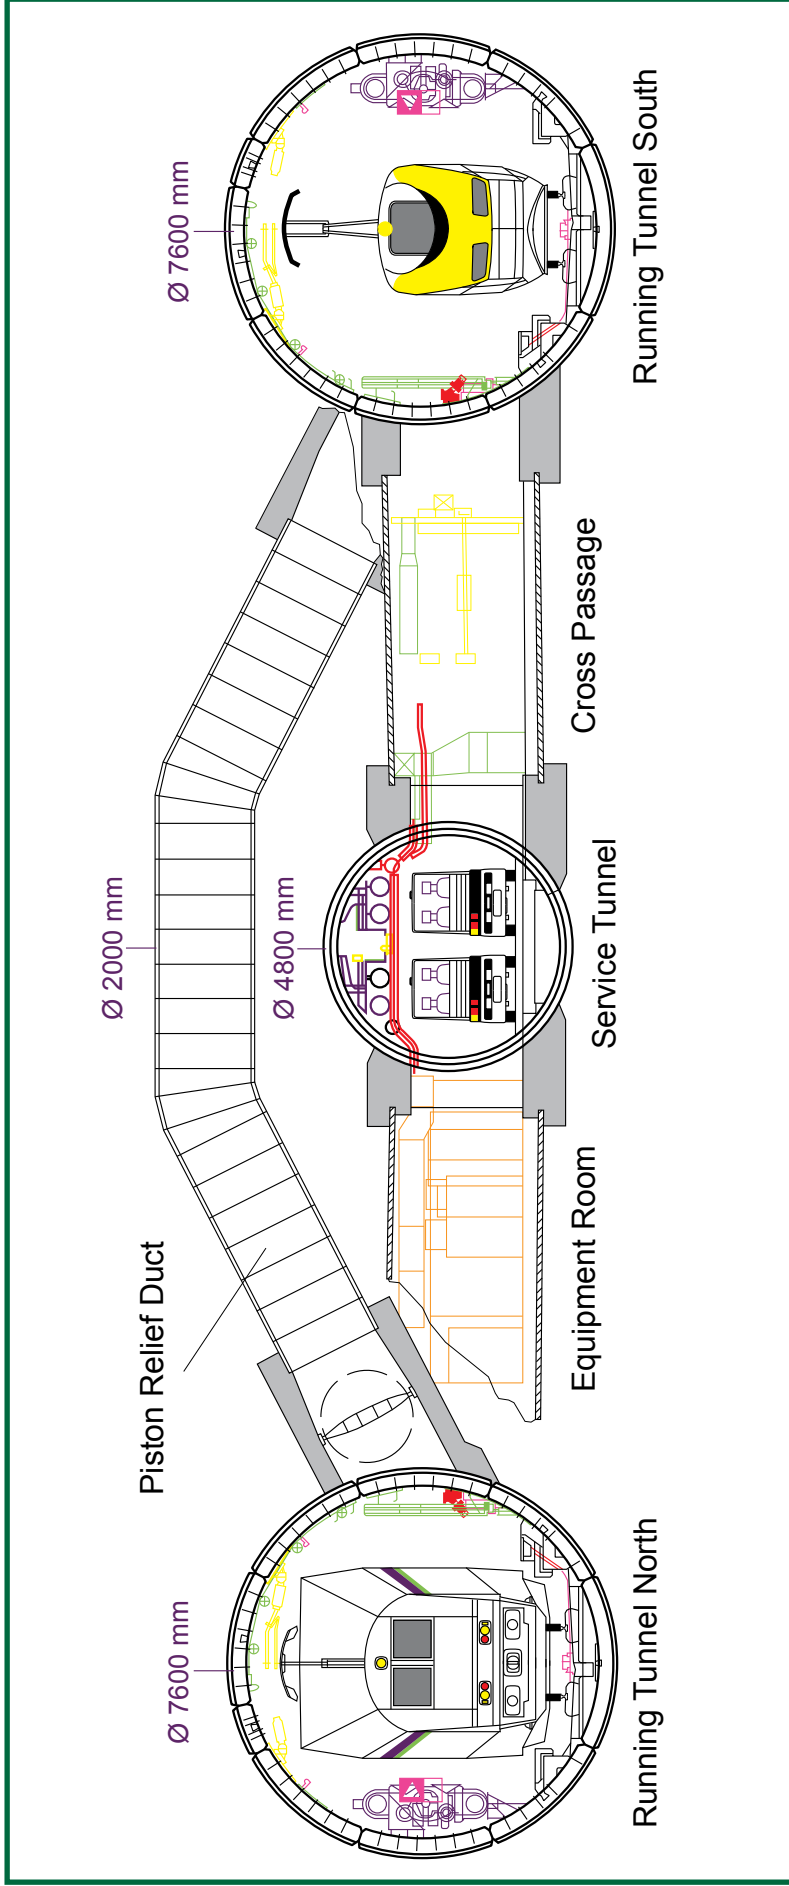 Piston Relief Duct
Ø 2000 mm
Ø 7600 mm
Ø 4800 mm
Ø 7600 mm
Running Tunnel North
Equipment Room
Service Tunnel
Cross Passage
Running Tunnel South